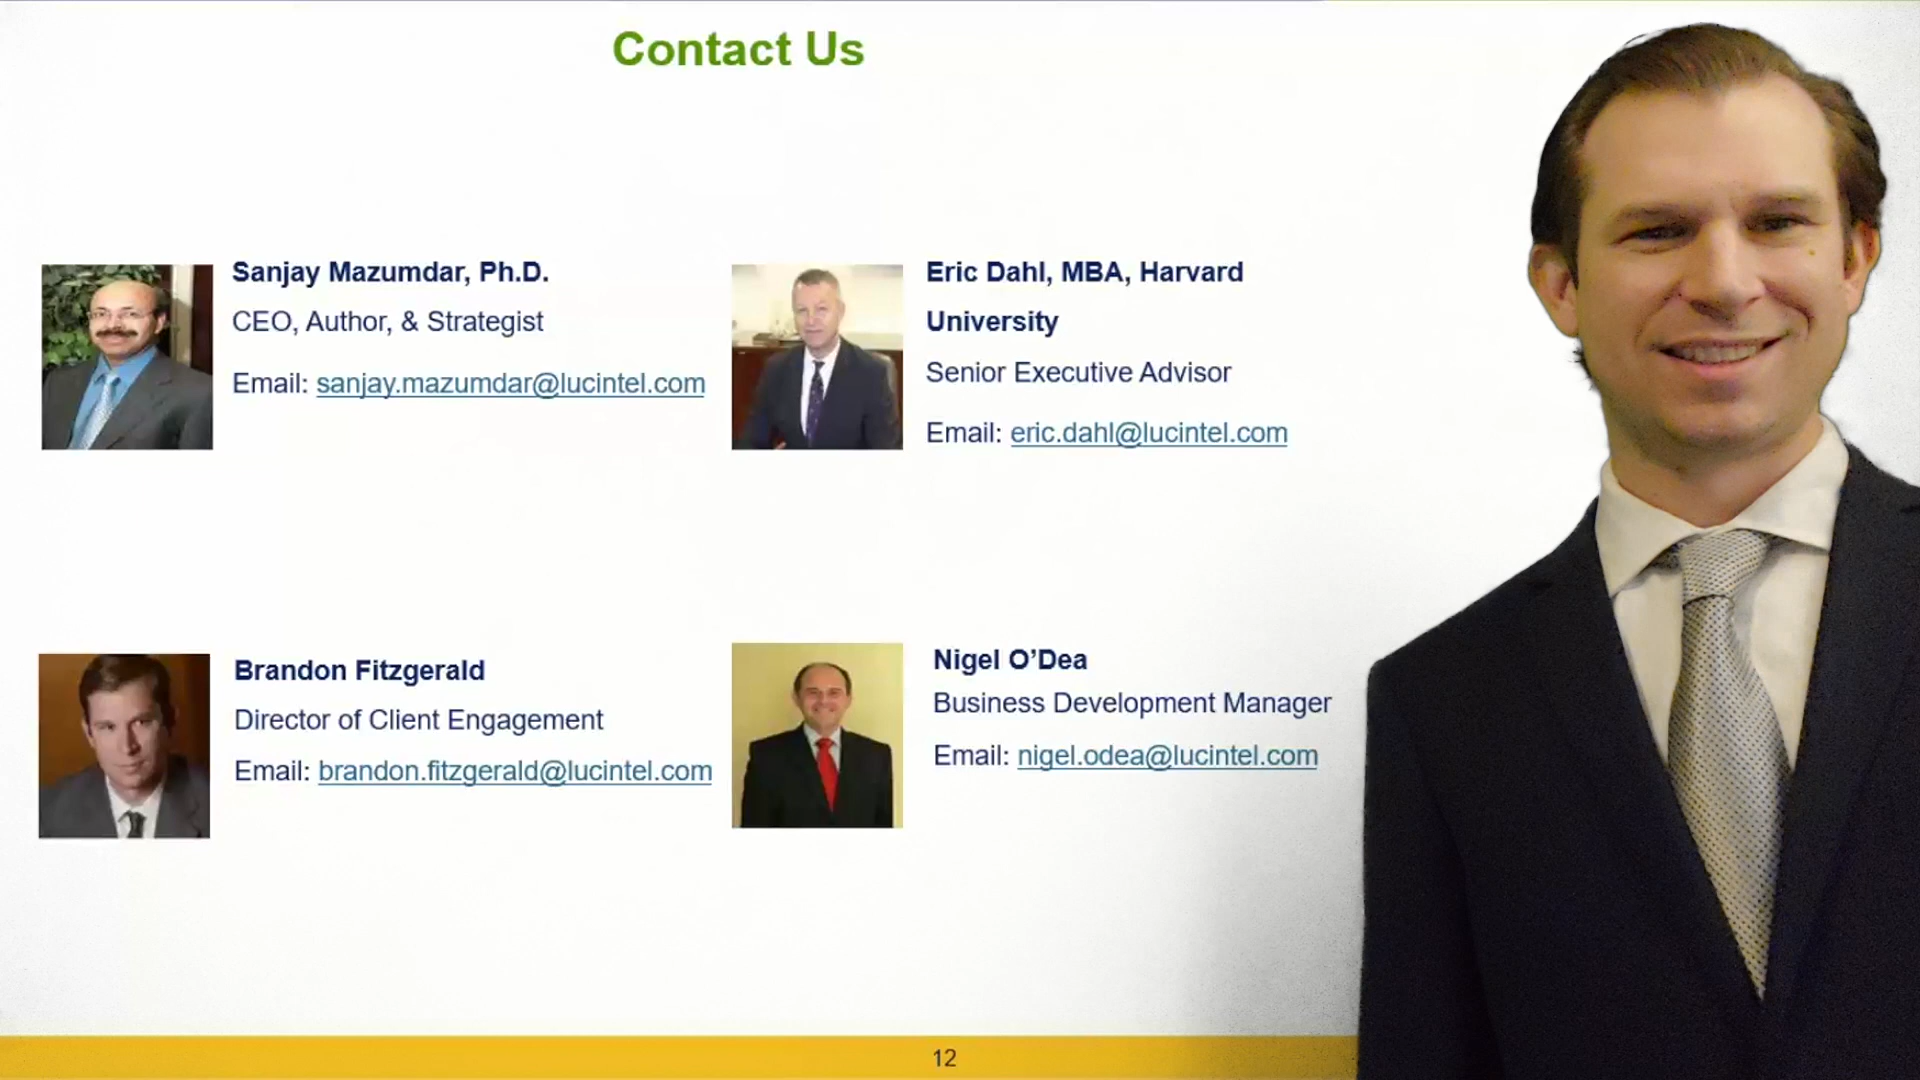 Contact Us
Sanjay Mazumdar, Ph.D.
CEO, Author, & Strategist
Email: sanjay.mazumdar@lucintel.com
Eric Dahl, MBA, Harvard
University
Senior Executive Advisor
Email: eric.dahl@lucintel.com
Brandon Fitzgerald
Director of Client Engagement
Email: brandon.fitzgerald@lucintel.com
Nigel O’Dea
Business Development Manager
Email: nigel.odea@lucintel.com
12